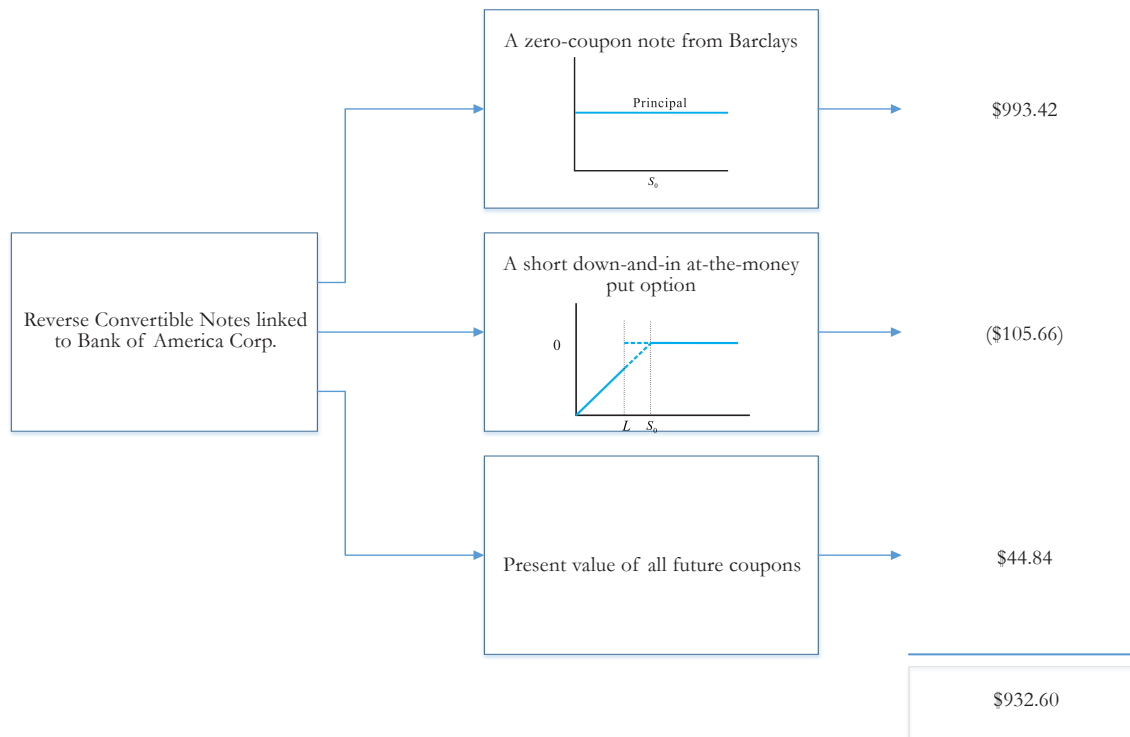 A zero-coupon note from Barclays
Principal
S₀
$993.42
Reverse Convertible Notes linked
to Bank of America Corp.
A short down-and-in at-the-money
put option
0
L S₀
($105.66)
Present value of all future coupons
$44.84
$932.60